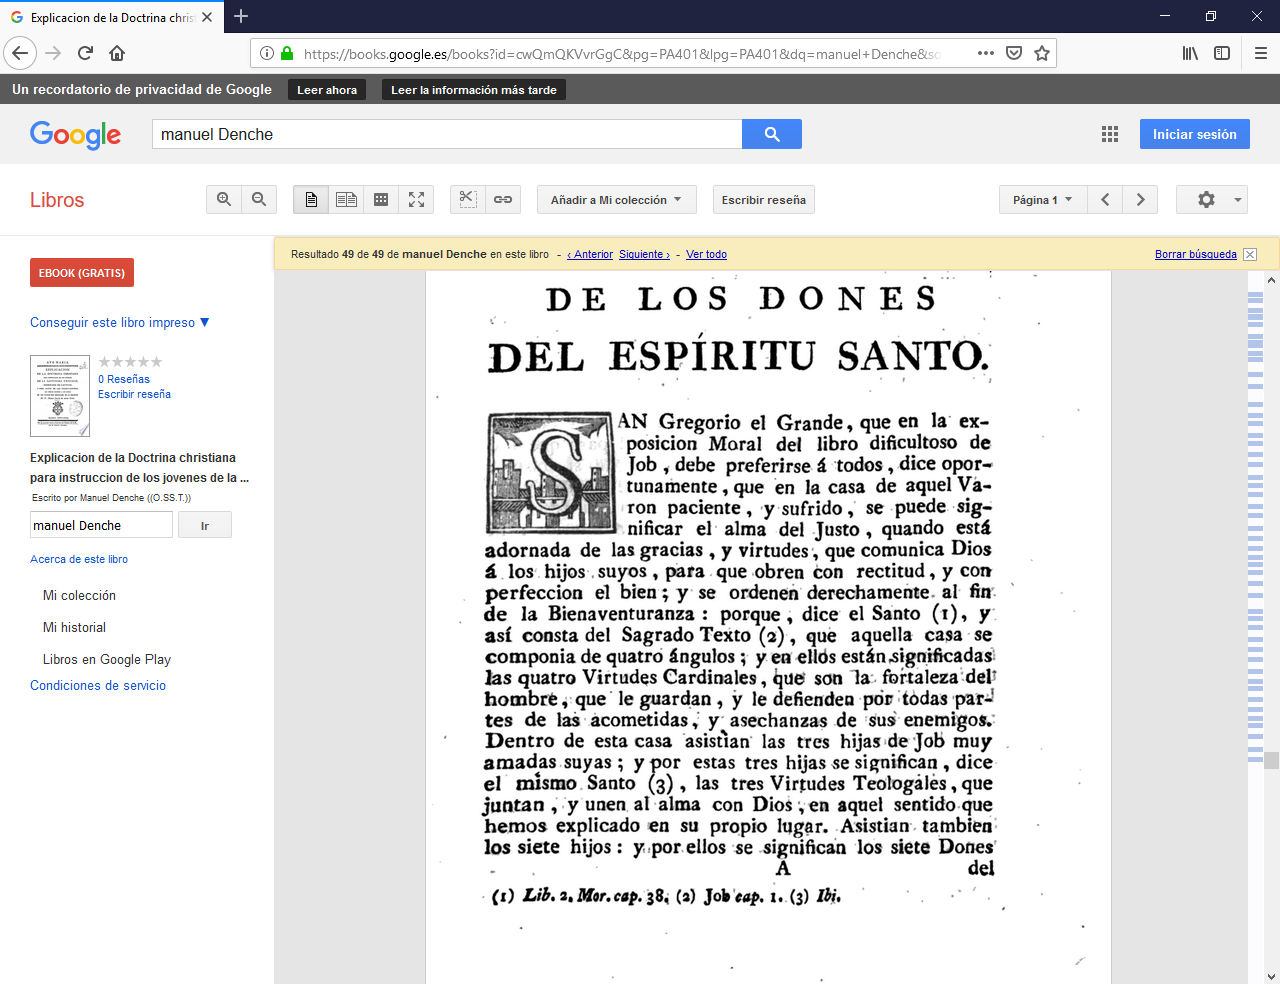 Explicacion de la Doctrina chris
https://books.google.es/books?id=cwQmQKVvrGgC&pg=PA401&lpg=PA401&dq=manuel+Denche&so
Un recordatorio de privacidad de Google
Leer ahora
Leer la información más tarde
Google
manuel Denche
Iniciar sesión
Libros
Añadir a Mi colección
Escribir reseña
Página 1
Resultado 49 de 49 de manuel Denche en este libro - ‹ Anterior Siguiente › - Ver todo
Borrar búsqueda
EBOOK (GRATIS)
Conseguir este libro impreso ▼
0 Reseñas
Escribir reseña
Explicacion de la Doctrina christiana
para instruccion de los jovenes de la ...
Escrito por Manuel Denche ((O.SS.T.))
manuel Denche
Ir
Acerca de este libro
Mi colección
Mi historial
Libros en Google Play
Condiciones de servicio
DE LOS DONES
DEL ESPÍRITU SANTO.
SAN Gregorio el Grande, que en la ex-
posicion Moral del libro dificultoso de
Job, debe preferirse á todos, dice opor-
tunamente, que en la casa de aquel Va-
ron paciente, y sufrido, se puede sig-
nificar el alma del Justo, quando está
adornada de las gracias, y virtudes, que comunica Dios
á los hijos suyos, para que obren con rectitud, y con
perfeccion el bien; y se ordenen derechamente al fin
de la Bienaventuranza: porque, dice el Santo (1), y
así consta del Sagrado Texto (2), que aquella casa se
componia de quatro ángulos; y en ellos están significadas
las quatro Virtudes Cardinales, que son la fortaleza del
hombre, que le guardan, y le defienden por todas par-
tes de las acometidas, y asechanzas de sus enemigos.
Dentro de esta casa asistian las tres hijas de Job muy
amadas suyas; y por estas tres hijas se significan, dice
el mismo Santo (3), las tres Virtudes Teologáles, que
juntan, y unen al alma con Dios, en aquel sentido que
hemos explicado en su propio lugar. Asistian tambien
los siete hijos: y por ellos se significan los siete Dones
A del
(1) Lib. 2. Mor. cap. 38. (2) Job cap. 1. (3) Ibi.